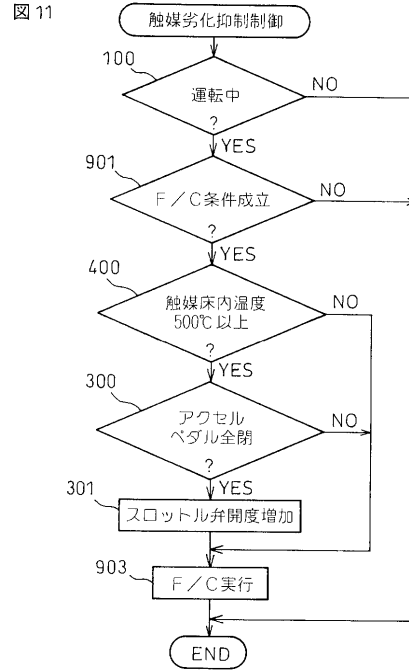 図11
触媒劣化抑制制御
100
運転中
?
NO
YES
901
F/C条件成立
?
NO
YES
400
触媒床内温度
500℃以上
?
NO
YES
300
アクセル
ペダル全閉
?
NO
YES
301
スロットル弁開度増加
903
F/C実行
END